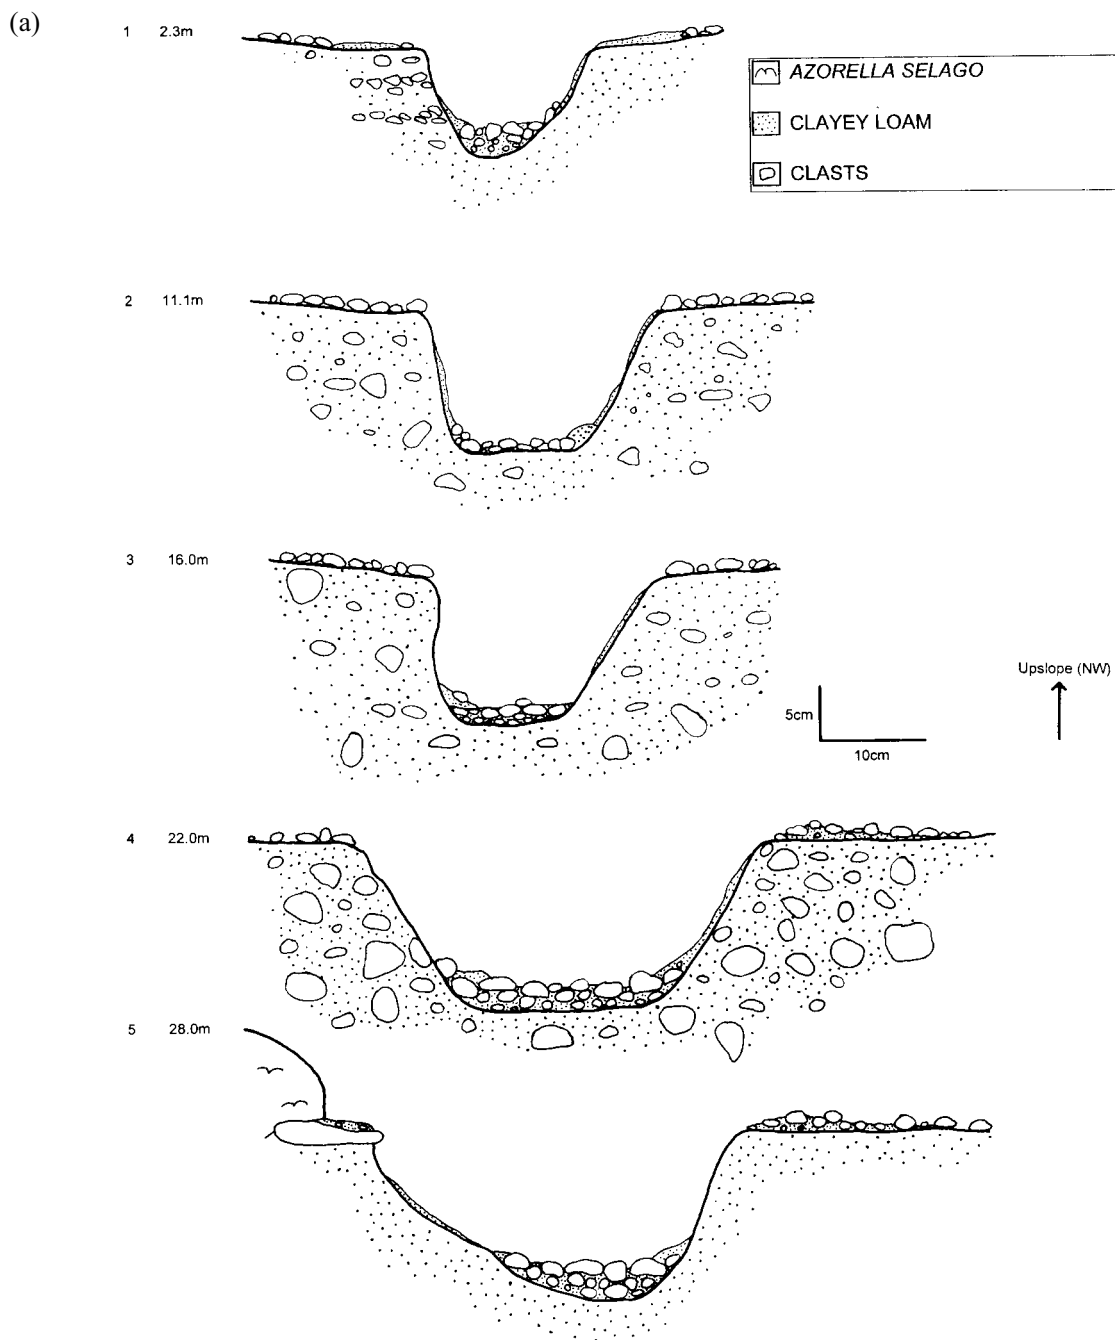 (a)
1 2.3m
AZORELLA SELAGO
CLAYEY LOAM
CLASTS
2 11.1m
3 16.0m
Upslope (NW)
5cm
10cm
4 22.0m
5 28.0m